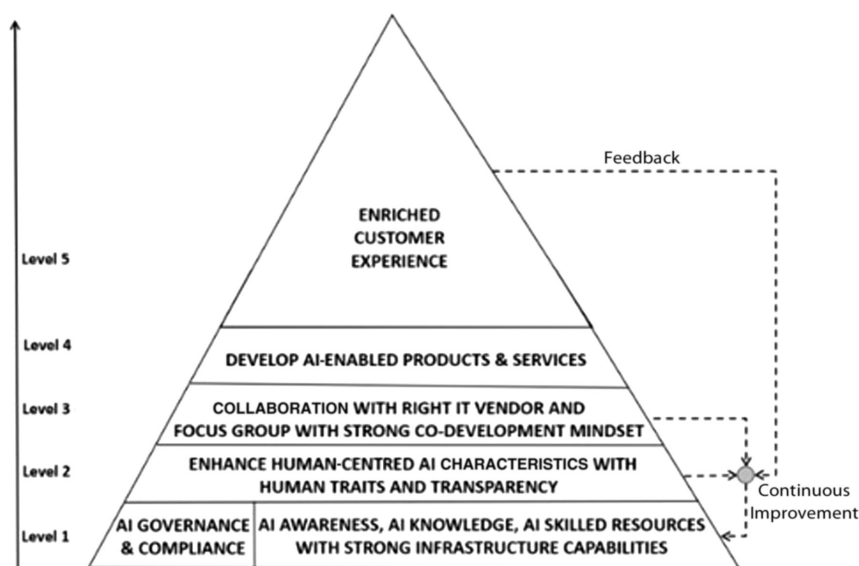 Feedback
ENRICHED
CUSTOMER
EXPERIENCE
Level 5
Level 4
DEVELOP AI-ENABLED PRODUCTS & SERVICES
Level 3
COLLABORATION WITH RIGHT IT VENDOR AND
FOCUS GROUP WITH STRONG CO-DEVELOPMENT MINDSET
Level 2
ENHANCE HUMAN-CENTRED AI CHARACTERISTICS WITH
HUMAN TRAITS AND TRANSPARENCY
Continuous
Improvement
Level 1
AI GOVERNANCE
& COMPLIANCE
AI AWARENESS, AI KNOWLEDGE, AI SKILLED RESOURCES
WITH STRONG INFRASTRUCTURE CAPABILITIES